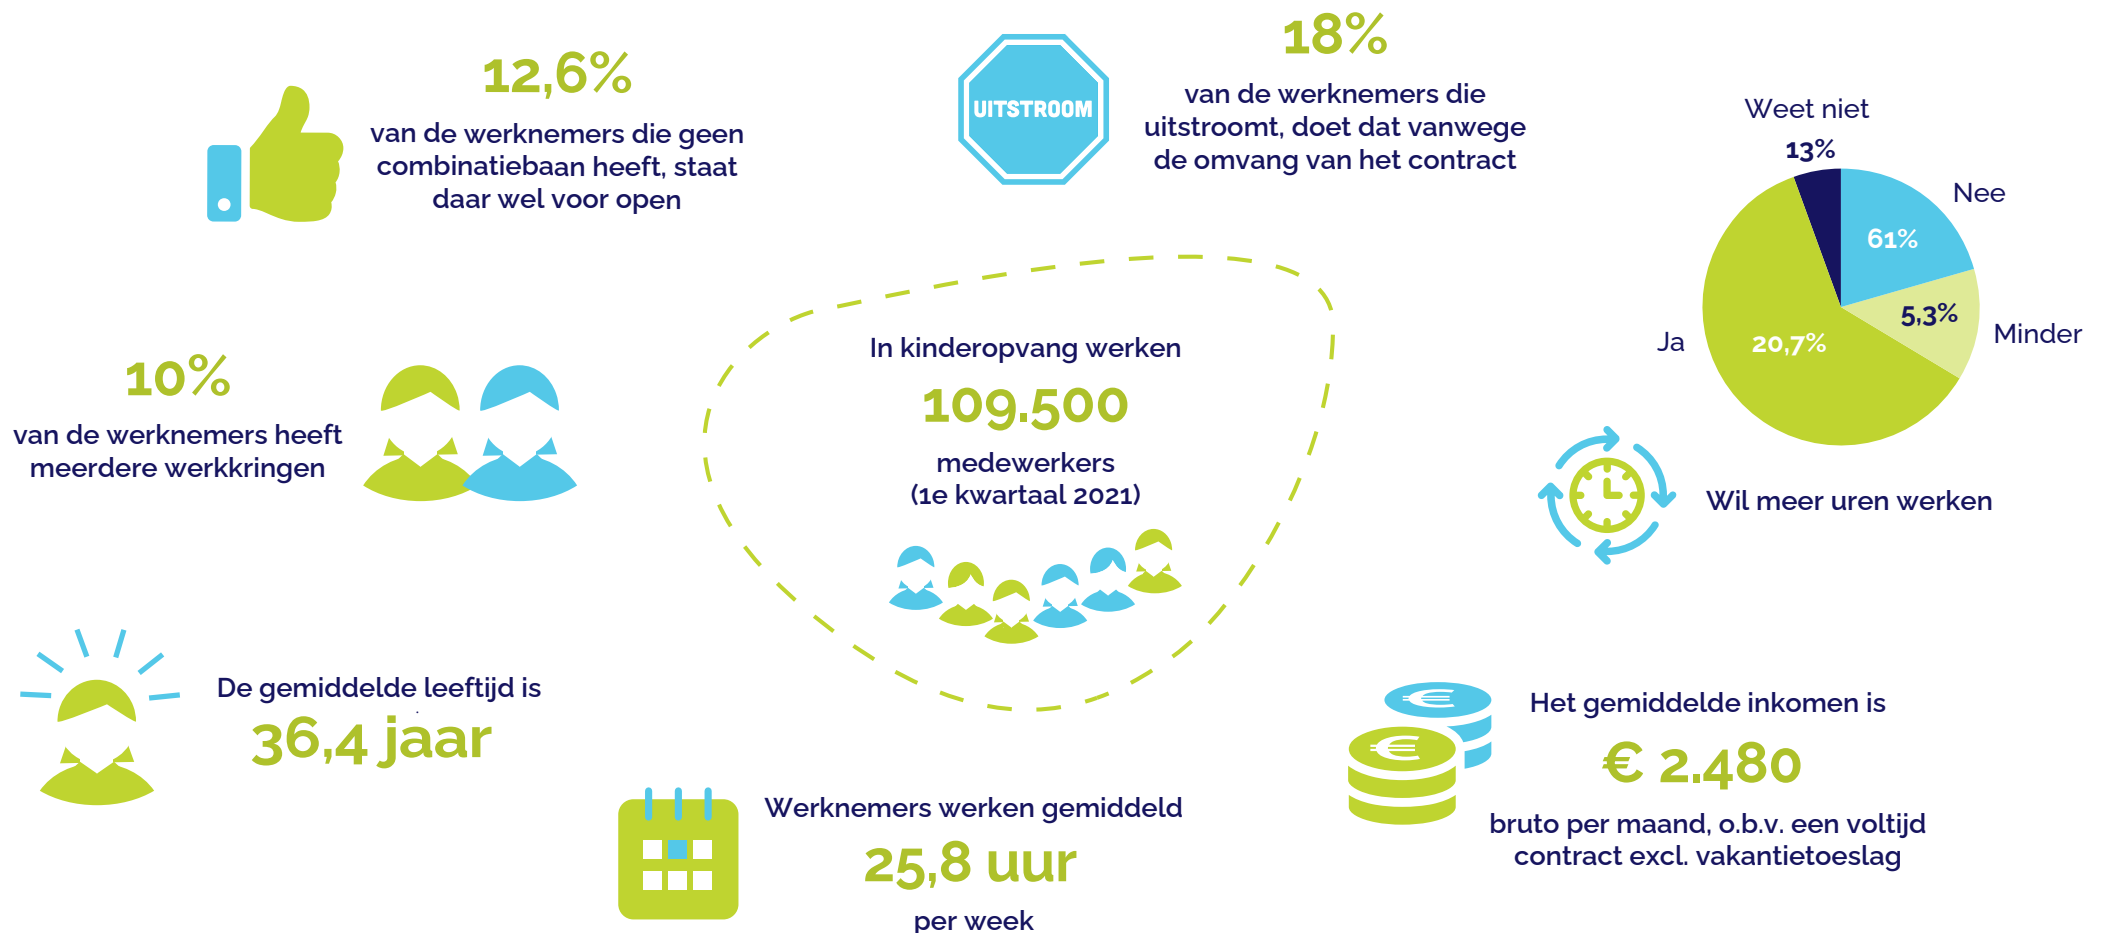 12,6%
van de werknemers die geen
combinatiebaan heeft, staat
daar wel voor open
UITSTROOM
18%
van de werknemers die
uitstroomt, doet dat vanwege
de omvang van het contract
Weet niet
13%
Nee
61%
5,3%
Minder
Ja
20,7%
Wil meer uren werken
10%
van de werknemers heeft
meerdere werkkringen
In kinderopvang werken
109.500
medewerkers
(1e kwartaal 2021)
De gemiddelde leeftijd is
36,4 jaar
Werknemers werken gemiddeld
25,8 uur
per week
Het gemiddelde inkomen is
€ 2.480
bruto per maand, o.b.v. een voltijd
contract excl. vakantietoeslag